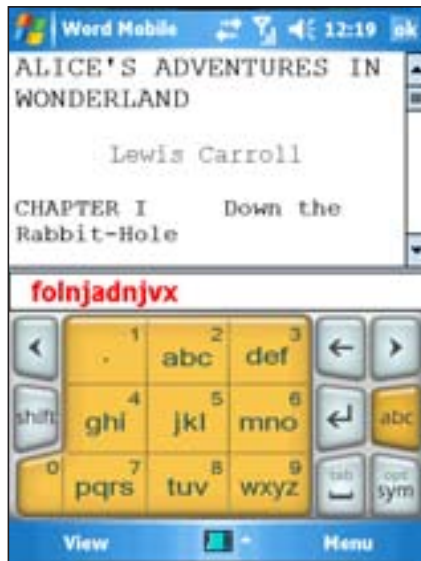 Word Mobile 12:19 ok
ALICE'S ADVENTURES IN
WONDERLAND
Lewis Carroll
CHAPTER I Down the
Rabbit-Hole
folnjadnjvx
. 1 abc 2 def 3
shift ghi 4 jkl 5 mno 6 abc
0 pqrs 7 tuv 8 wxyz 9 tab opt sym
View Menu